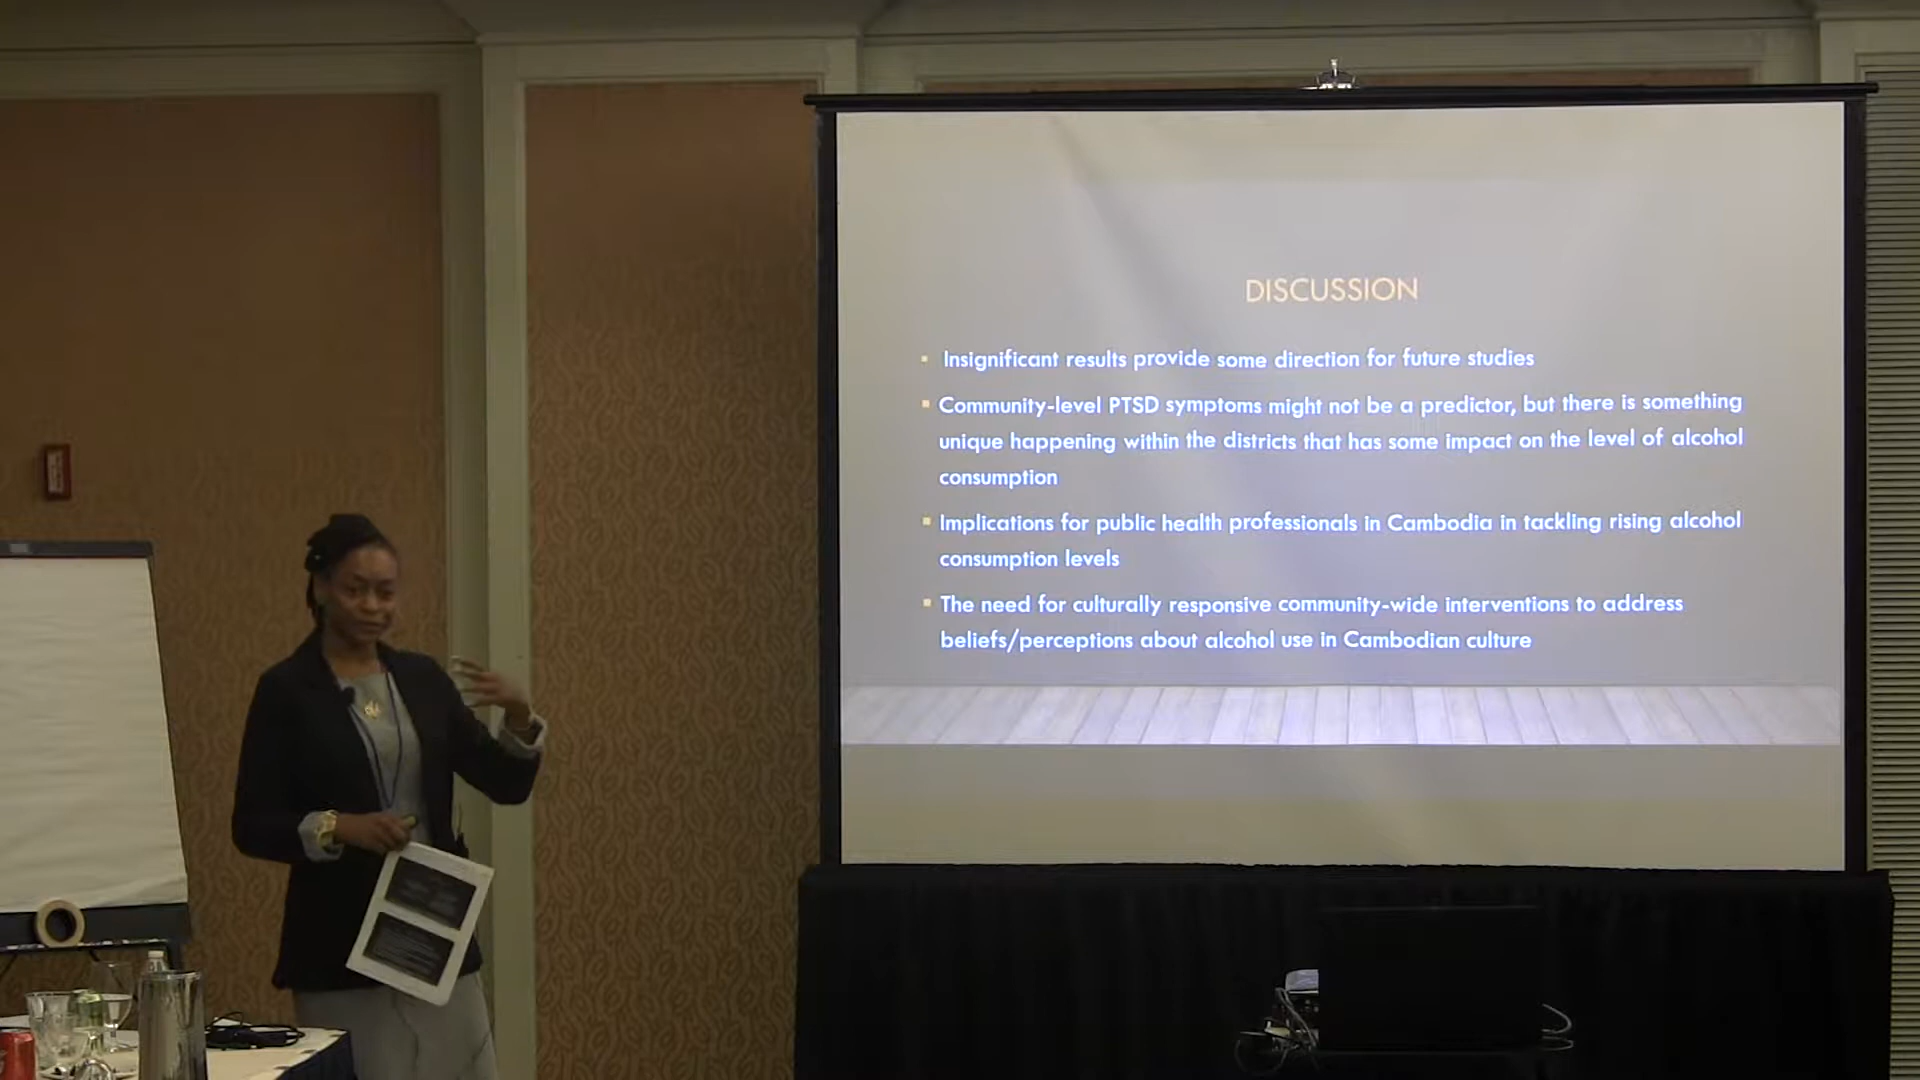 DISCUSSION
Insignificant results provide some direction for future studies
Community-level PTSD symptoms might not be a predictor, but there is something
unique happening within the districts that has some impact on the level of alcohol
consumption
Implications for public health professionals in Cambodia in tackling rising alcohol
consumption levels
The need for culturally responsive community-wide interventions to address
beliefs/perceptions about alcohol use in Cambodian culture